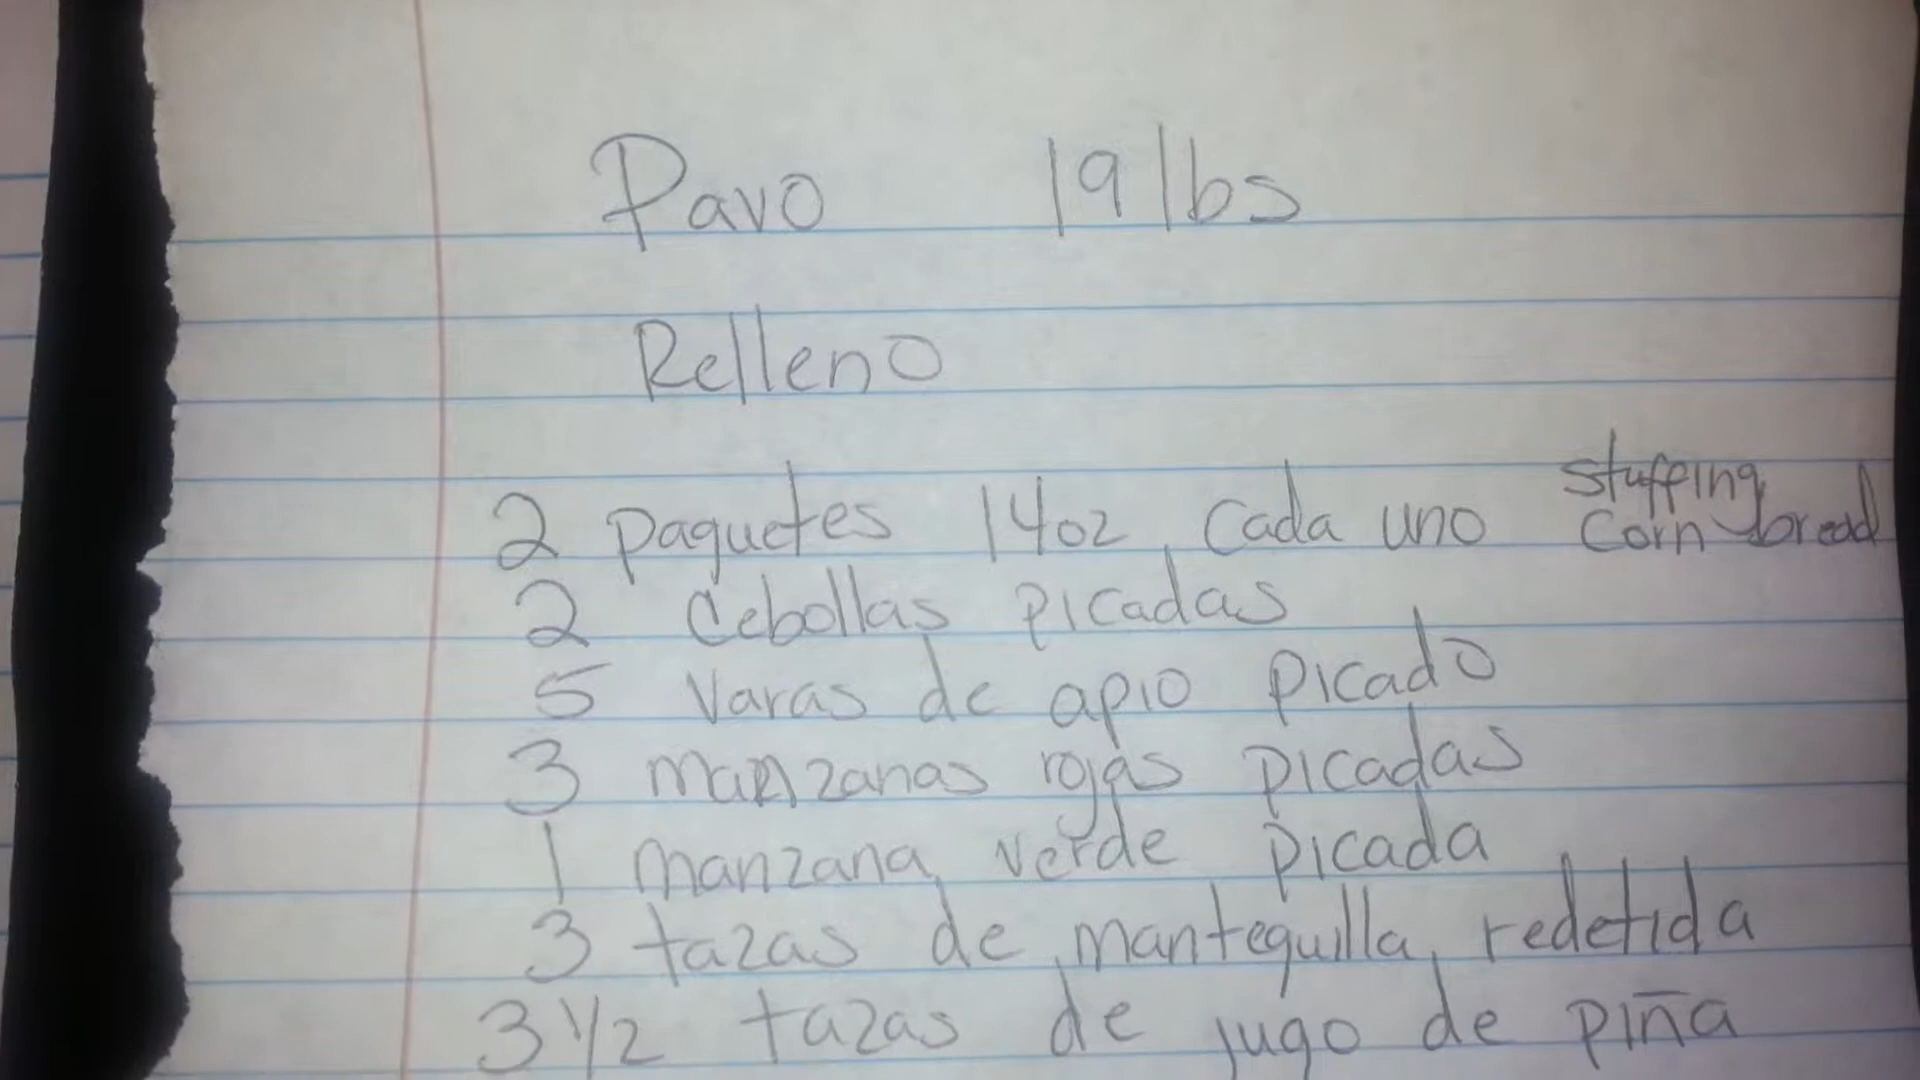 Pavo 19 lbs
Relleno
2 paquetes 14oz cada uno stuffing corn bread
2 Cebollas picadas
5 varas de apio picado
3 manzanas rojas picadas
1 manzana verde picada
3 tazas de mantequilla redetida
3 1/2 tazas de jugo de piña